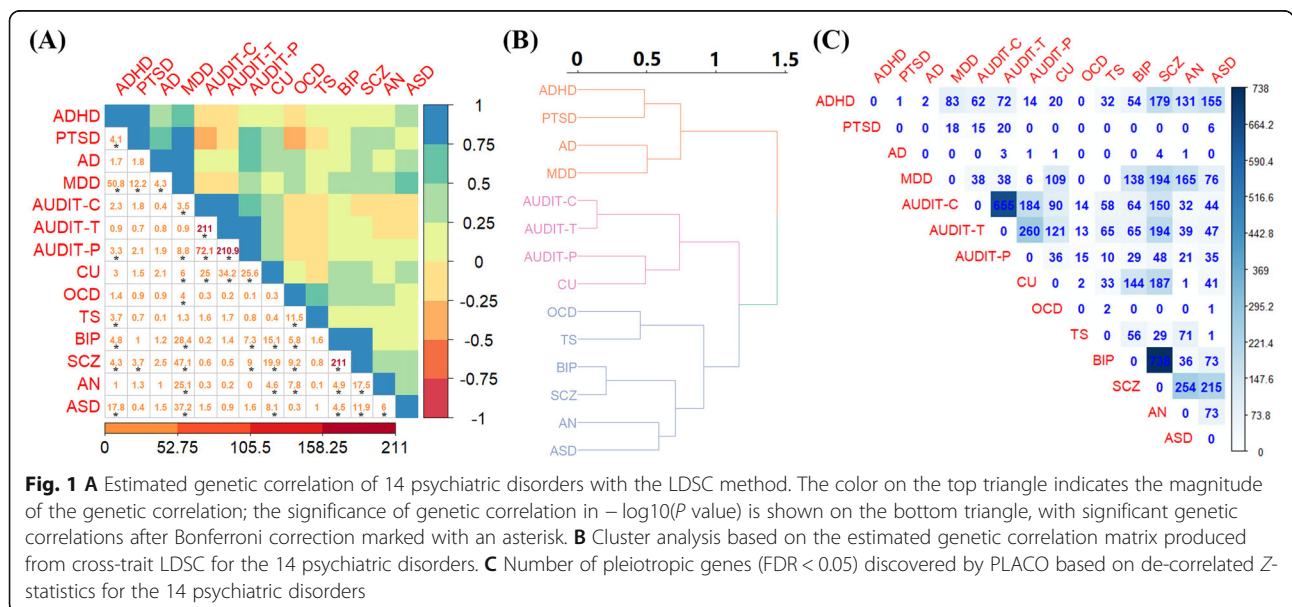 (A)
ADHD PTSD AD MDD AUDIT-C AUDIT-T AUDIT-P CU OCD TS BIP SCZ AN ASD
ADHD
PTSD 4.1*
AD 1.7 1.8
MDD 50.8* 12.2* 4.3*
AUDIT-C 2.3 1.8 0.4 3.5*
AUDIT-T 0.9 0.7 0.8 0.9 211*
AUDIT-P 3.3* 2.1 1.9 8.8* 72.1* 210.9*
CU 3 1.5 2.1 6* 25* 34.2* 25.6*
OCD 1.4 0.9 0.9 4* 0.3 0.2 0.1 0.3
TS 3.7* 0.7 0.1 1.3 1.6 1.7 0.8 0.4 11.5*
BIP 4.8* 1 1.2 28.4* 0.2 1.4 7.3* 15.1* 5.8* 1.6
SCZ 4.3* 3.7* 2.5 47.1* 0.6 0.5 9* 19.9* 9.2* 0.8 211*
AN 1 1.3 1 25.1* 0.3 0.2 0 4.6* 7.8* 0.1 4.9* 17.5*
ASD 17.8* 0.4 1.5 37.2* 1.5 0.9 1.6 8.1* 0.3 1 4.5* 11.9* 6*
1
0.75
0.5
0.25
0
-0.25
-0.5
-0.75
-1
0 52.75 105.5 158.25 211
(B)
0 0.5 1 1.5
ADHD
PTSD
AD
MDD
AUDIT-C
AUDIT-T
AUDIT-P
CU
OCD
TS
BIP
SCZ
AN
ASD
(C)
ADHD PTSD AD MDD AUDIT-C AUDIT-T AUDIT-P CU OCD TS BIP SCZ AN ASD
ADHD 0 1 2 83 62 72 14 20 0 32 54 179 131 155
PTSD 0 0 18 15 20 0 0 0 0 0 0 0 6
AD 0 0 0 3 1 1 0 0 0 4 1 0
MDD 0 38 38 6 109 0 0 138 194 165 76
AUDIT-C 0 655 184 90 14 58 64 150 32 44
AUDIT-T 0 260 121 13 65 65 194 39 47
AUDIT-P 0 36 15 10 29 48 21 35
CU 0 2 33 144 187 1 41
OCD 0 2 0 0 0 1
TS 0 56 29 71 1
BIP 0 738 36 73
SCZ 0 254 215
AN 0 73
ASD 0
738
664.2
590.4
516.6
442.8
369
295.2
221.4
147.6
73.8
0
Fig. 1 A Estimated genetic correlation of 14 psychiatric disorders with the LDSC method. The color on the top triangle indicates the magnitude
of the genetic correlation; the significance of genetic correlation in − log10(P value) is shown on the bottom triangle, with significant genetic
correlations after Bonferroni correction marked with an asterisk. B Cluster analysis based on the estimated genetic correlation matrix produced
from cross-trait LDSC for the 14 psychiatric disorders. C Number of pleiotropic genes (FDR < 0.05) discovered by PLACO based on de-correlated Z-
statistics for the 14 psychiatric disorders